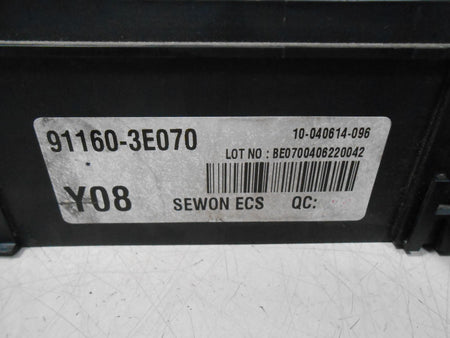 91160-3E070
10-040614-096
LOT NO : BE0700406220042
Y08
SEWON ECS QC: